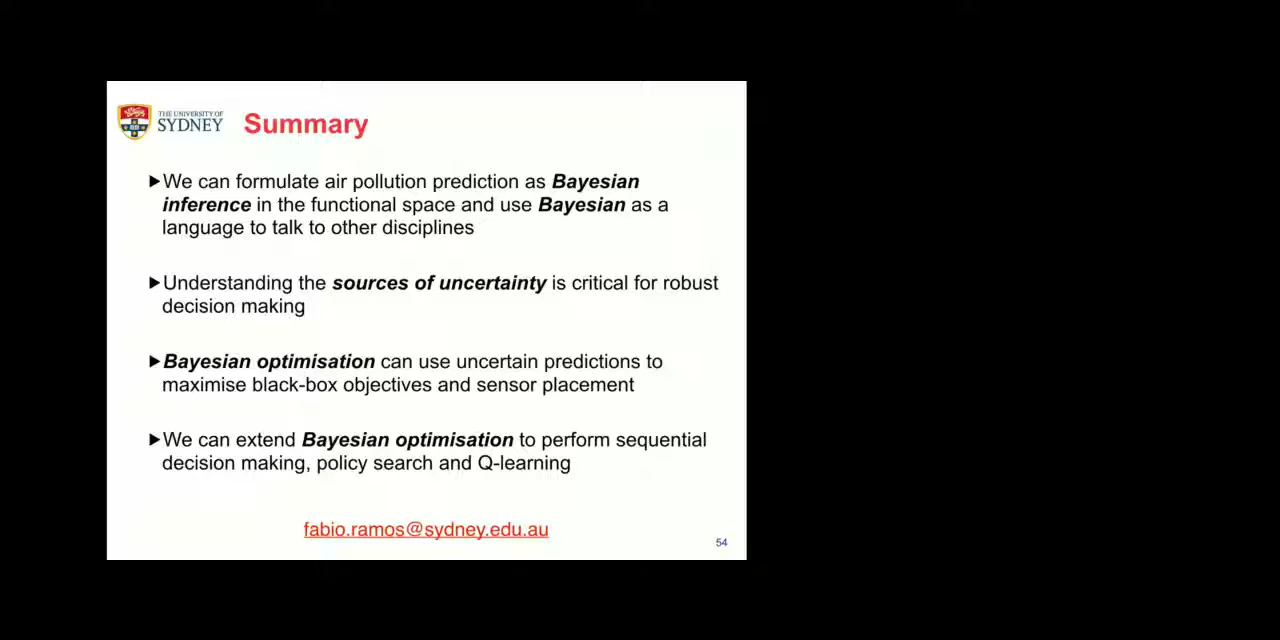 THE UNIVERSITY OF
SYDNEY
Summary
▶We can formulate air pollution prediction as Bayesian
inference in the functional space and use Bayesian as a
language to talk to other disciplines
▶Understanding the sources of uncertainty is critical for robust
decision making
▶Bayesian optimisation can use uncertain predictions to
maximise black-box objectives and sensor placement
▶We can extend Bayesian optimisation to perform sequential
decision making, policy search and Q-learning
fabio.ramos@sydney.edu.au
54